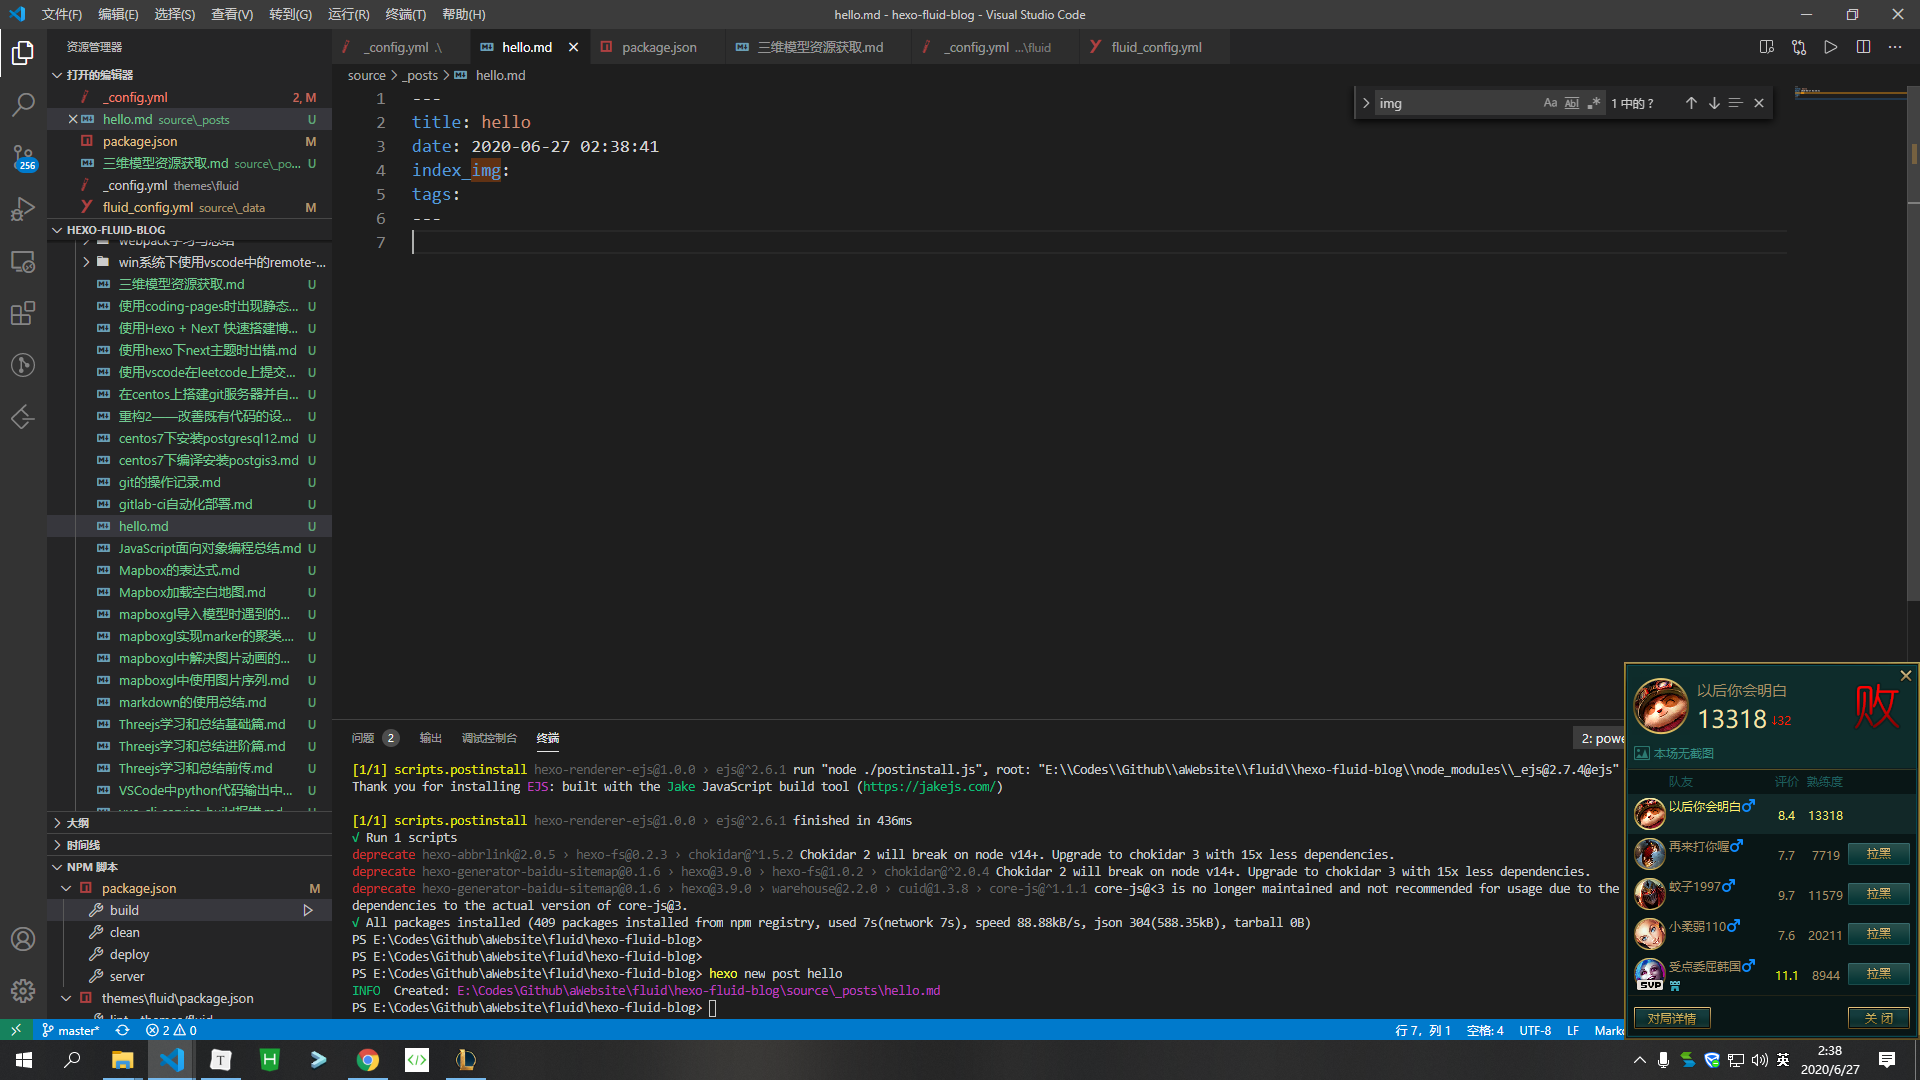 文件(F) 编辑(E) 选择(S) 查看(V) 转到(G) 运行(R) 终端(T) 帮助(H)
hello.md - hexo-fluid-blog - Visual Studio Code
资源管理器
打开的编辑器
_config.yml 2, M
hello.md source\_posts U
package.json M
三维模型资源获取.md source\_po... U
_config.yml themes\fluid
fluid_config.yml source\_data M
HEXO-FLUID-BLOG
webpack学习与总结
win系统下使用vscode中的remote-...
三维模型资源获取.md U
使用coding-pages时出现静态... U
使用Hexo + NexT 快速搭建博... U
使用hexo下next主题时出错.md U
使用vscode在leetcode上提交... U
在centos上搭建git服务器并自... U
重构2——改善既有代码的设... U
centos7下安装postgresql12.md U
centos7下编译安装postgis3.md U
git的操作记录.md U
gitlab-ci自动化部署.md U
hello.md U
JavaScript面向对象编程总结.md U
Mapbox的表达式.md U
Mapbox加载空白地图.md U
mapboxgl导入模型时遇到的... U
mapboxgl实现marker的聚类.... U
mapboxgl中解决图片动画的... U
mapboxgl中使用图片序列.md U
markdown的使用总结.md U
Threejs学习和总结基础篇.md U
Threejs学习和总结进阶篇.md U
Threejs学习和总结前传.md U
VSCode中python代码输出中... U
大纲
时间线
NPM 脚本
package.json M
build
clean
deploy
server
themes\fluid\package.json
256
_config.yml .\
hello.md
package.json
三维模型资源获取.md
_config.yml ...\fluid
fluid_config.yml
source > _posts > hello.md
img
Aa Abl .* 1 中的 ?
1 ---
2 title: hello
3 date: 2020-06-27 02:38:41
4 index_img:
5 tags:
6 ---
7
问题 2 输出 调试控制台 终端
2: powe
[1/1] scripts.postinstall hexo-renderer-ejs@1.0.0 › ejs@^2.6.1 run "node ./postinstall.js", root: "E:\\Codes\\Github\\aWebsite\\fluid\\hexo-fluid-blog\\node_modules\\_ejs@2.7.4@ejs"
Thank you for installing EJS: built with the Jake JavaScript build tool (https://jakejs.com/)
[1/1] scripts.postinstall hexo-renderer-ejs@1.0.0 › ejs@^2.6.1 finished in 436ms
√ Run 1 scripts
deprecate hexo-abbrlink@2.0.5 › hexo-fs@0.2.3 › chokidar@^1.5.2 Chokidar 2 will break on node v14+. Upgrade to chokidar 3 with 15x less dependencies.
deprecate hexo-generator-baidu-sitemap@0.1.6 › hexo@3.9.0 › hexo-fs@1.0.2 › chokidar@^2.0.4 Chokidar 2 will break on node v14+. Upgrade to chokidar 3 with 15x less dependencies.
deprecate hexo-generator-baidu-sitemap@0.1.6 › hexo@3.9.0 › warehouse@2.2.0 › cuid@1.3.8 › core-js@^1.1.1 core-js@<3 is no longer maintained and not recommended for usage due to the
dependencies to the actual version of core-js@3.
√ All packages installed (409 packages installed from npm registry, used 7s(network 7s), speed 88.88kB/s, json 304(588.35kB), tarball 0B)
PS E:\Codes\Github\aWebsite\fluid\hexo-fluid-blog>
PS E:\Codes\Github\aWebsite\fluid\hexo-fluid-blog>
PS E:\Codes\Github\aWebsite\fluid\hexo-fluid-blog> hexo new post hello
INFO Created: E:\Codes\Github\aWebsite\fluid\hexo-fluid-blog\source\_posts\hello.md
PS E:\Codes\Github\aWebsite\fluid\hexo-fluid-blog>
以后你会明白
13318 ↓32
败
本场无截图
队友 评价 熟练度
以后你会明白♂ 8.4 13318
再来打你喔♂ 7.7 7719 拉黑
蚊子1997♂ 9.7 11579 拉黑
小柔弱110♂ 7.6 20211 拉黑
受点委屈韩国♂ 11.1 8944 拉黑
SVP
对局详情 关 闭
master* 2 0
行 7，列 1 空格: 4 UTF-8 LF Marko
T H
英
2:38
2020/6/27